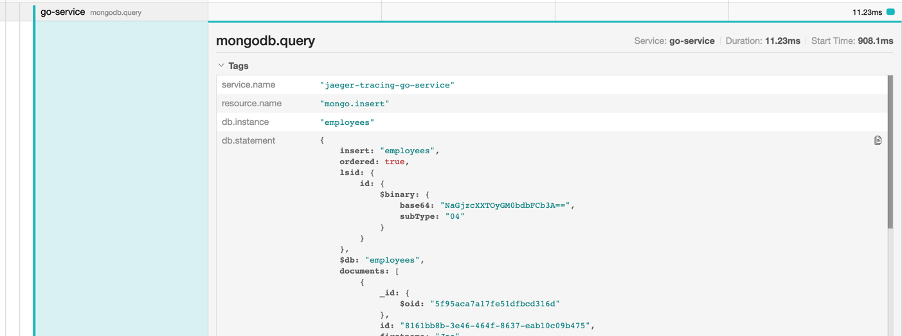 go-service mongodb.query 11.23ms
mongodb.query Service: go-service Duration: 11.23ms Start Time: 908.1ms
Tags
service.name "jaeger-tracing-go-service"
resource.name "mongo.insert"
db.instance "employees"
db.statement {
insert: "employees",
ordered: true,
lsid: {
id: {
$binary: {
base64: "NaGjzcXXTOyGM0bdbFCb3A==",
subType: "04"
}
}
},
$db: "employees",
documents: [
{
_id: {
$oid: "5f95aca7a17fe51dfbcd316d"
},
id: "8161bb8b-3e46-464f-8637-eab10c09b475",